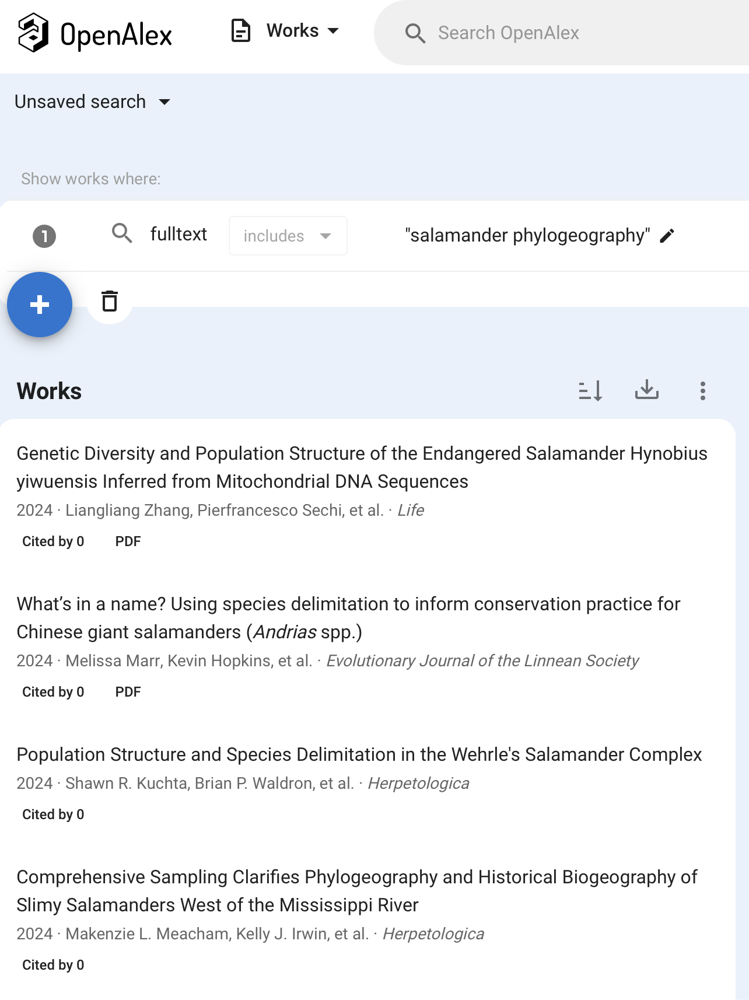 OpenAlex
Works
Search OpenAlex
Unsaved search
Show works where:
1 fulltext includes "salamander phylogeography"
Works
Genetic Diversity and Population Structure of the Endangered Salamander Hynobius
yiwuensis Inferred from Mitochondrial DNA Sequences
2024 · Liangliang Zhang, Pierfrancesco Sechi, et al. · Life
Cited by 0 PDF
What’s in a name? Using species delimitation to inform conservation practice for
Chinese giant salamanders (Andrias spp.)
2024 · Melissa Marr, Kevin Hopkins, et al. · Evolutionary Journal of the Linnean Society
Cited by 0 PDF
Population Structure and Species Delimitation in the Wehrle's Salamander Complex
2024 · Shawn R. Kuchta, Brian P. Waldron, et al. · Herpetologica
Cited by 0
Comprehensive Sampling Clarifies Phylogeography and Historical Biogeography of
Slimy Salamanders West of the Mississippi River
2024 · Makenzie L. Meacham, Kelly J. Irwin, et al. · Herpetologica
Cited by 0